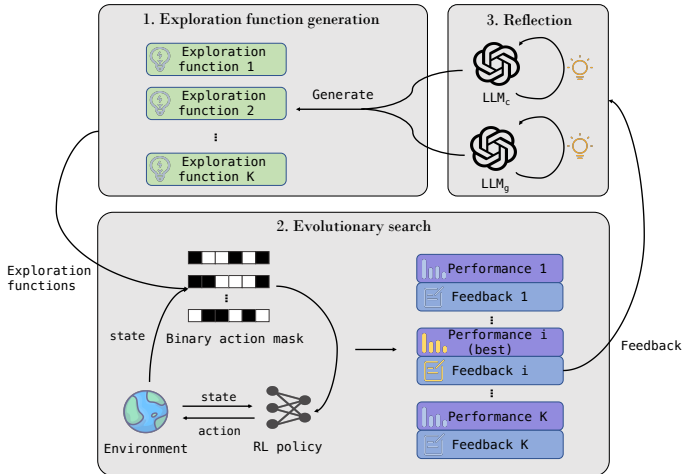 1. Exploration function generation
Exploration
function 1
Exploration
function 2
⋮
Exploration
function K
Generate
3. Reflection
LLMc
LLMg
2. Evolutionary search
Exploration
functions
state
Binary action mask
⋮
Environment
state
action
RL policy
Performance 1
Feedback 1
⋮
Performance i
(best)
Feedback i
⋮
Performance K
Feedback K
Feedback